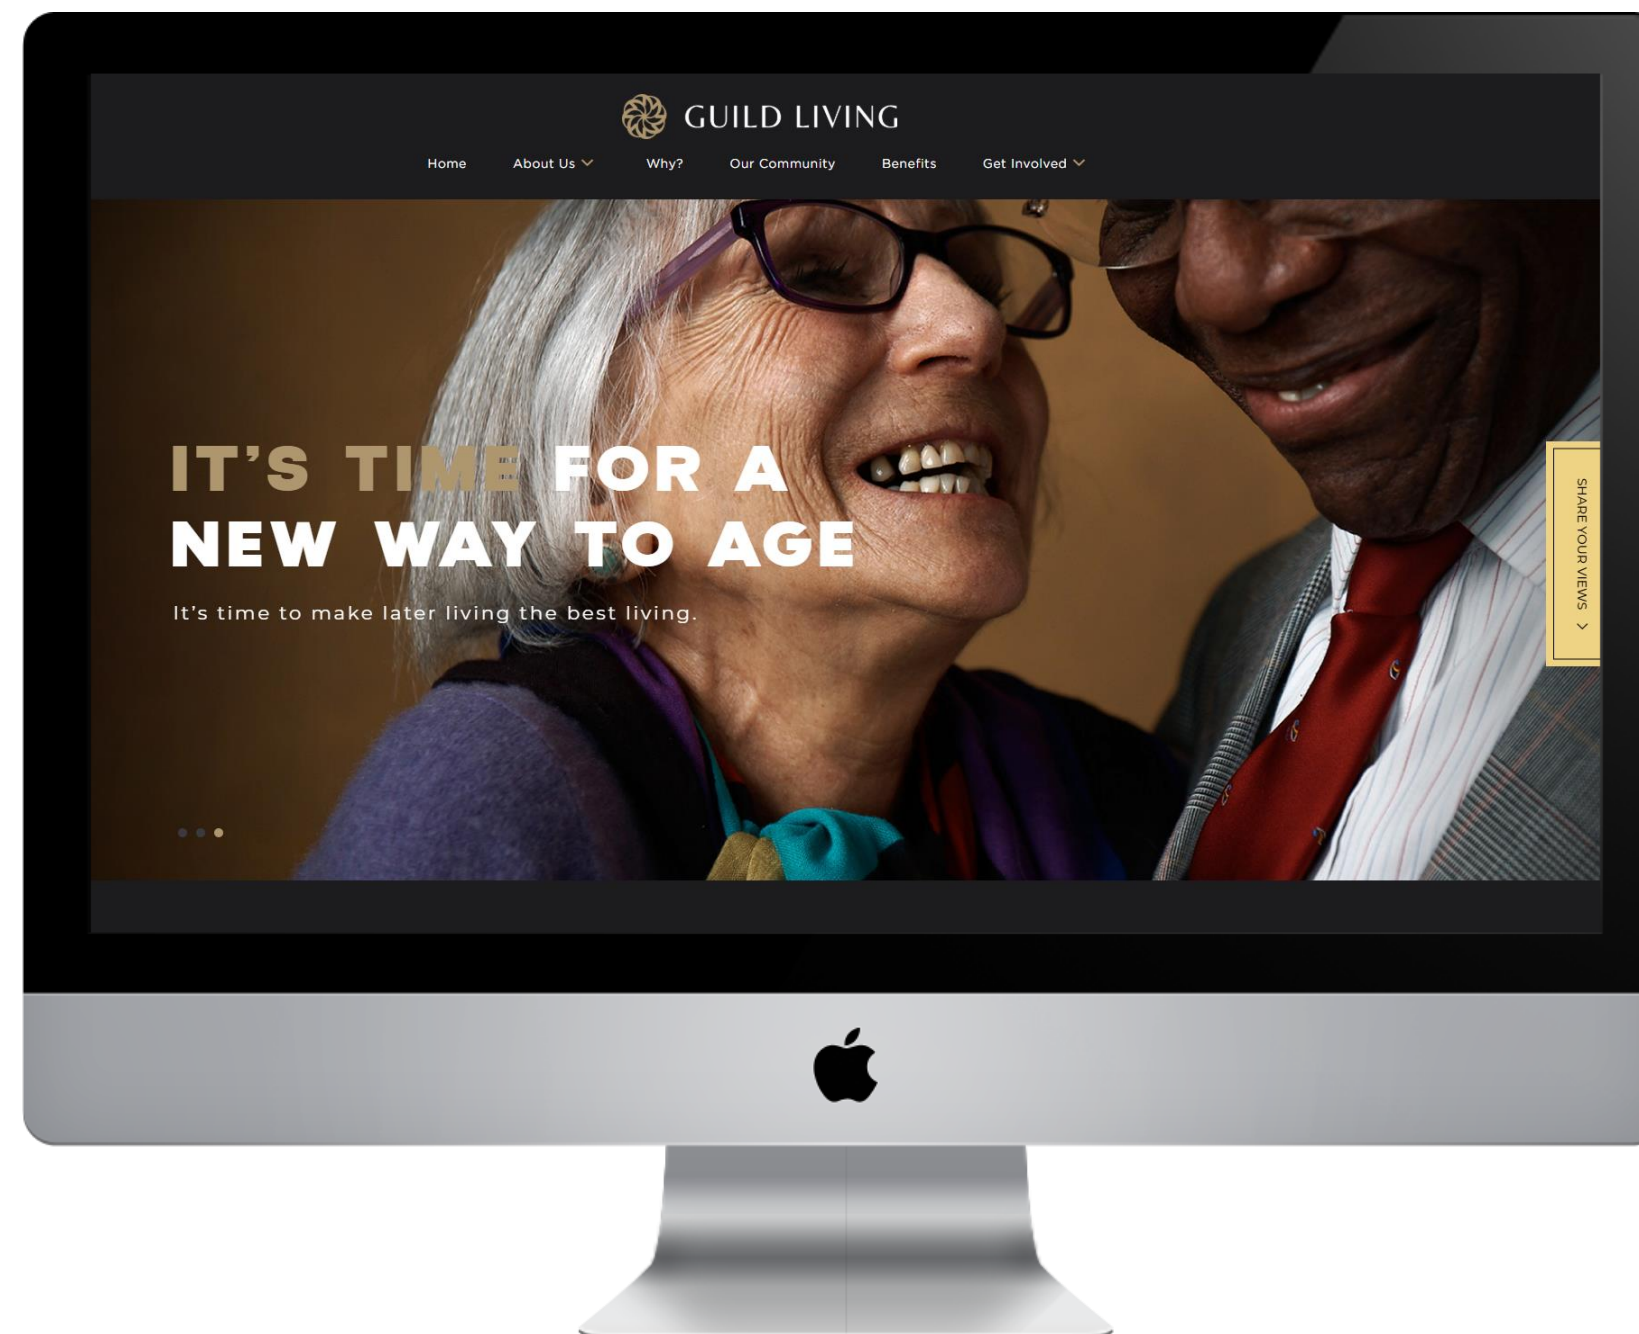 GUILD LIVING
Home About Us Why? Our Community Benefits Get Involved
IT'S TIME FOR A
NEW WAY TO AGE
It's time to make later living the best living.
SHARE YOUR VIEWS